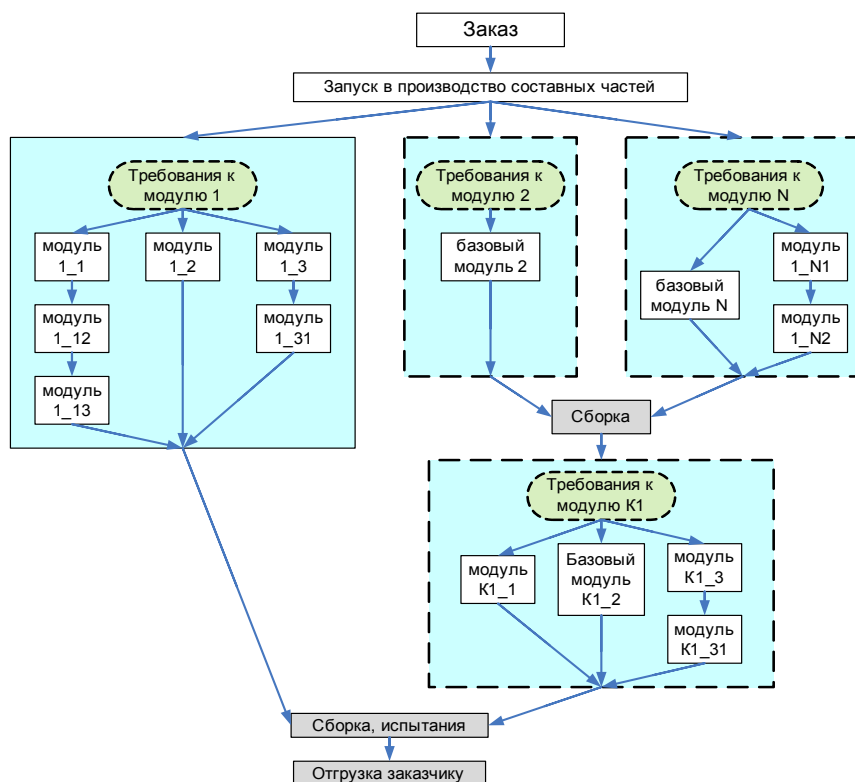 Заказ
Запуск в производство составных частей
Требования к
модулю 1
модуль
1_1
модуль
1_2
модуль
1_3
модуль
1_12
модуль
1_31
модуль
1_13
Требования к
модулю 2
базовый
модуль 2
Требования к
модулю N
базовый
модуль N
модуль
1_N1
модуль
1_N2
Сборка
Требования к
модулю К1
модуль
К1_1
Базовый
модуль
К1_2
модуль
К1_3
модуль
К1_31
Сборка, испытания
Отгрузка заказчику